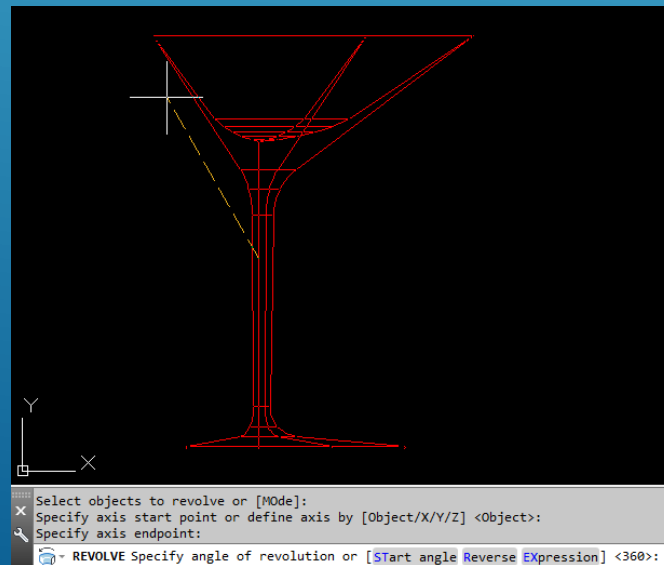 Y
X
Select objects to revolve or [MOde]:
Specify axis start point or define axis by [Object/X/Y/Z] <Object>:
Specify axis endpoint:
REVOLVE Specify angle of revolution or [STart angle Reverse EXpression] <360>: